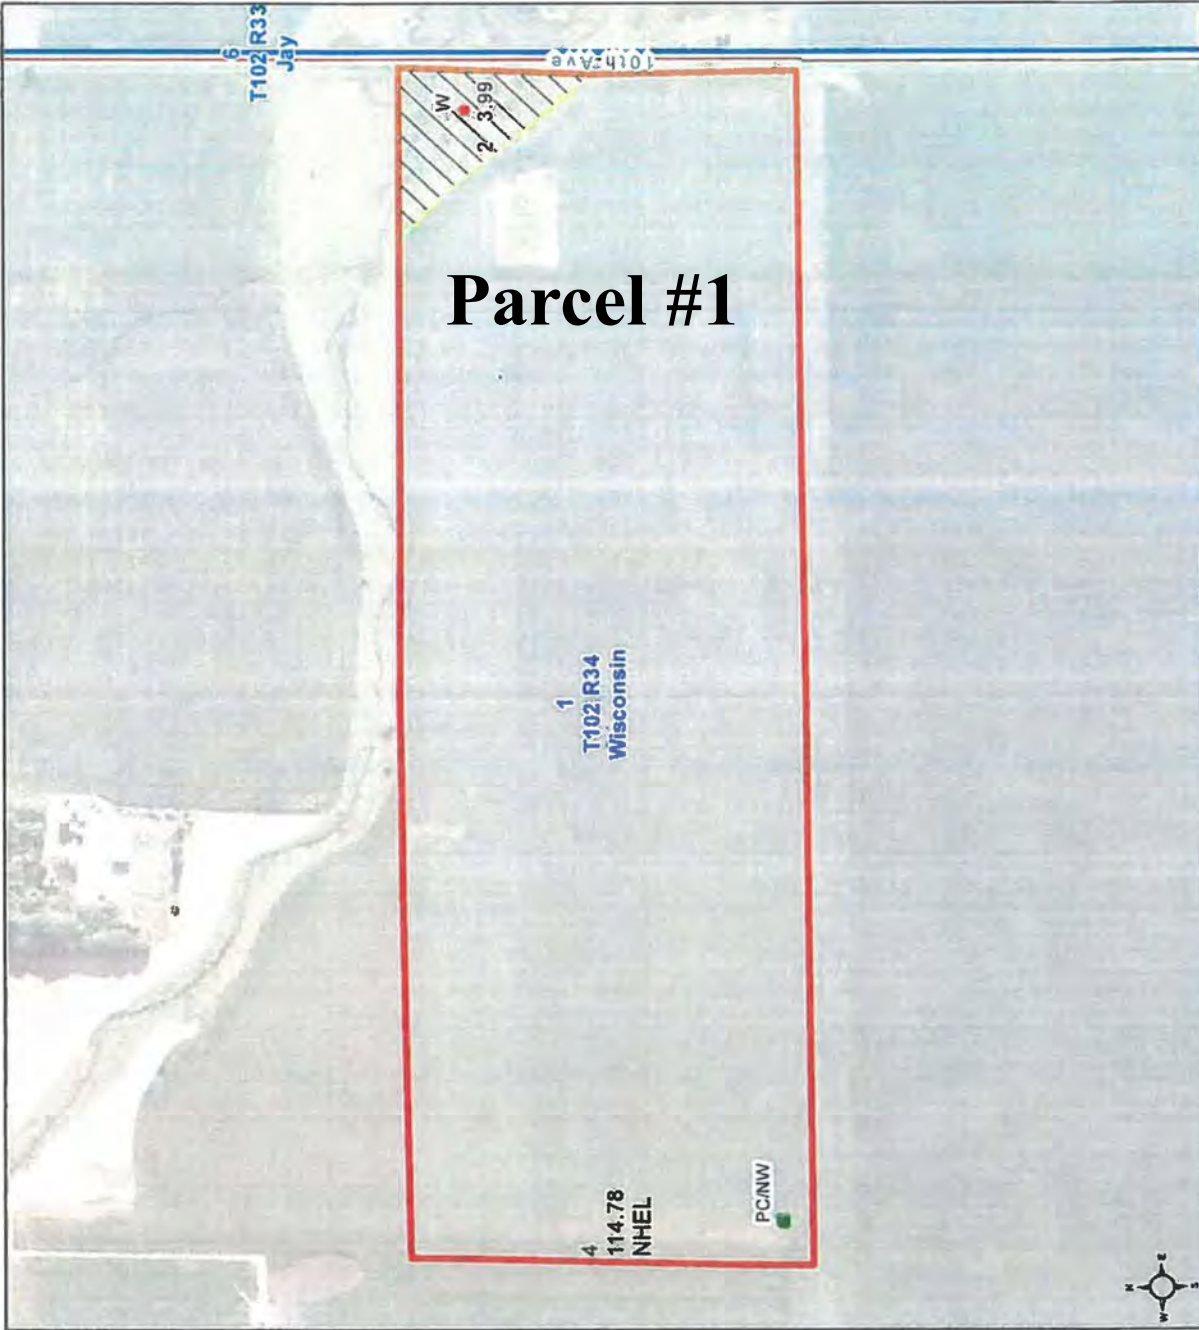 6
T102 R33
Jay
10th Ave
W
2 3.99
Parcel #1
1
T102 R34
Wisconsin
4
114.78
NHEL
PC/NW
N
W E
S